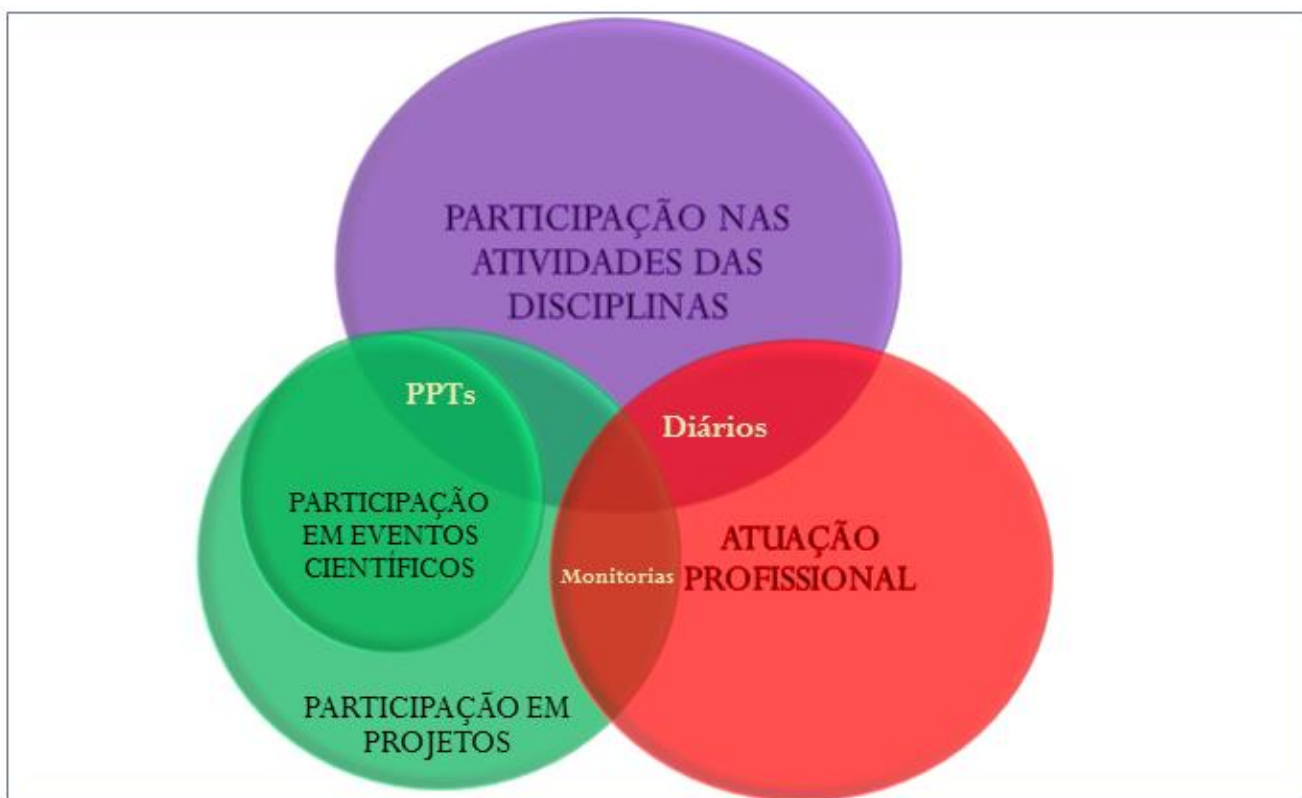 PARTICIPAÇÃO NAS
ATIVIDADES DAS
DISCIPLINAS
PPTs
Diários
PARTICIPAÇÃO
EM EVENTOS
CIENTÍFICOS
ATUAÇÃO
PROFISSIONAL
Monitorias
PARTICIPAÇÃO EM
PROJETOS